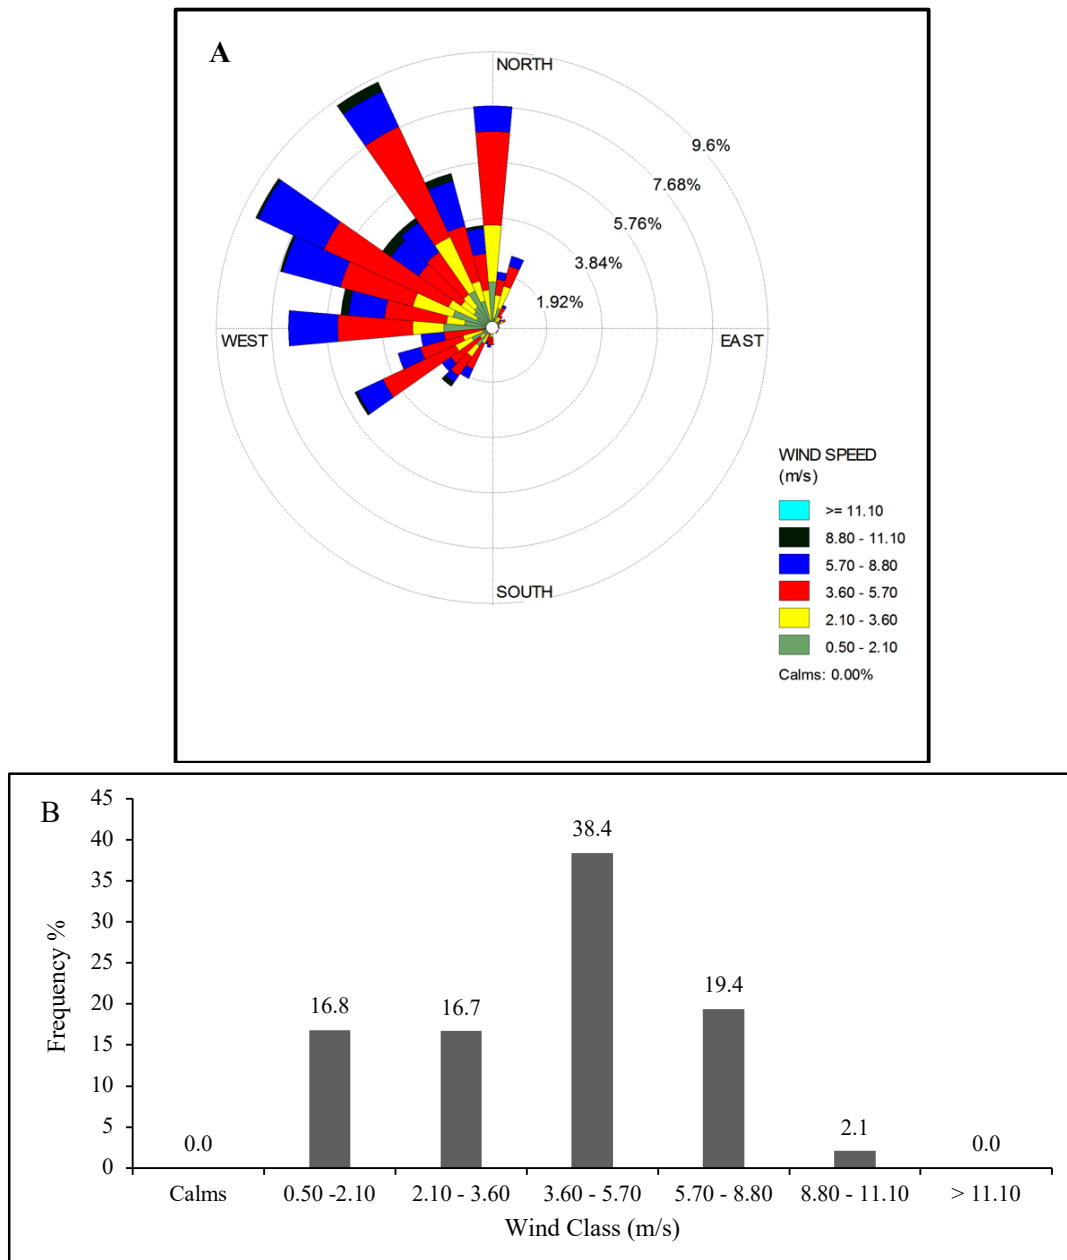 A
NORTH
9.6%
7.68%
5.76%
3.84%
1.92%
WEST
EAST
SOUTH
WIND SPEED
(m/s)
>= 11.10
8.80 - 11.10
5.70 - 8.80
3.60 - 5.70
2.10 - 3.60
0.50 - 2.10
Calms: 0.00%
B
Frequency %
45
40
35
30
25
20
15
10
5
0
0.0
16.8
16.7
38.4
19.4
2.1
0.0
Calms
0.50 -2.10
2.10 - 3.60
3.60 - 5.70
5.70 - 8.80
8.80 - 11.10
> 11.10
Wind Class (m/s)